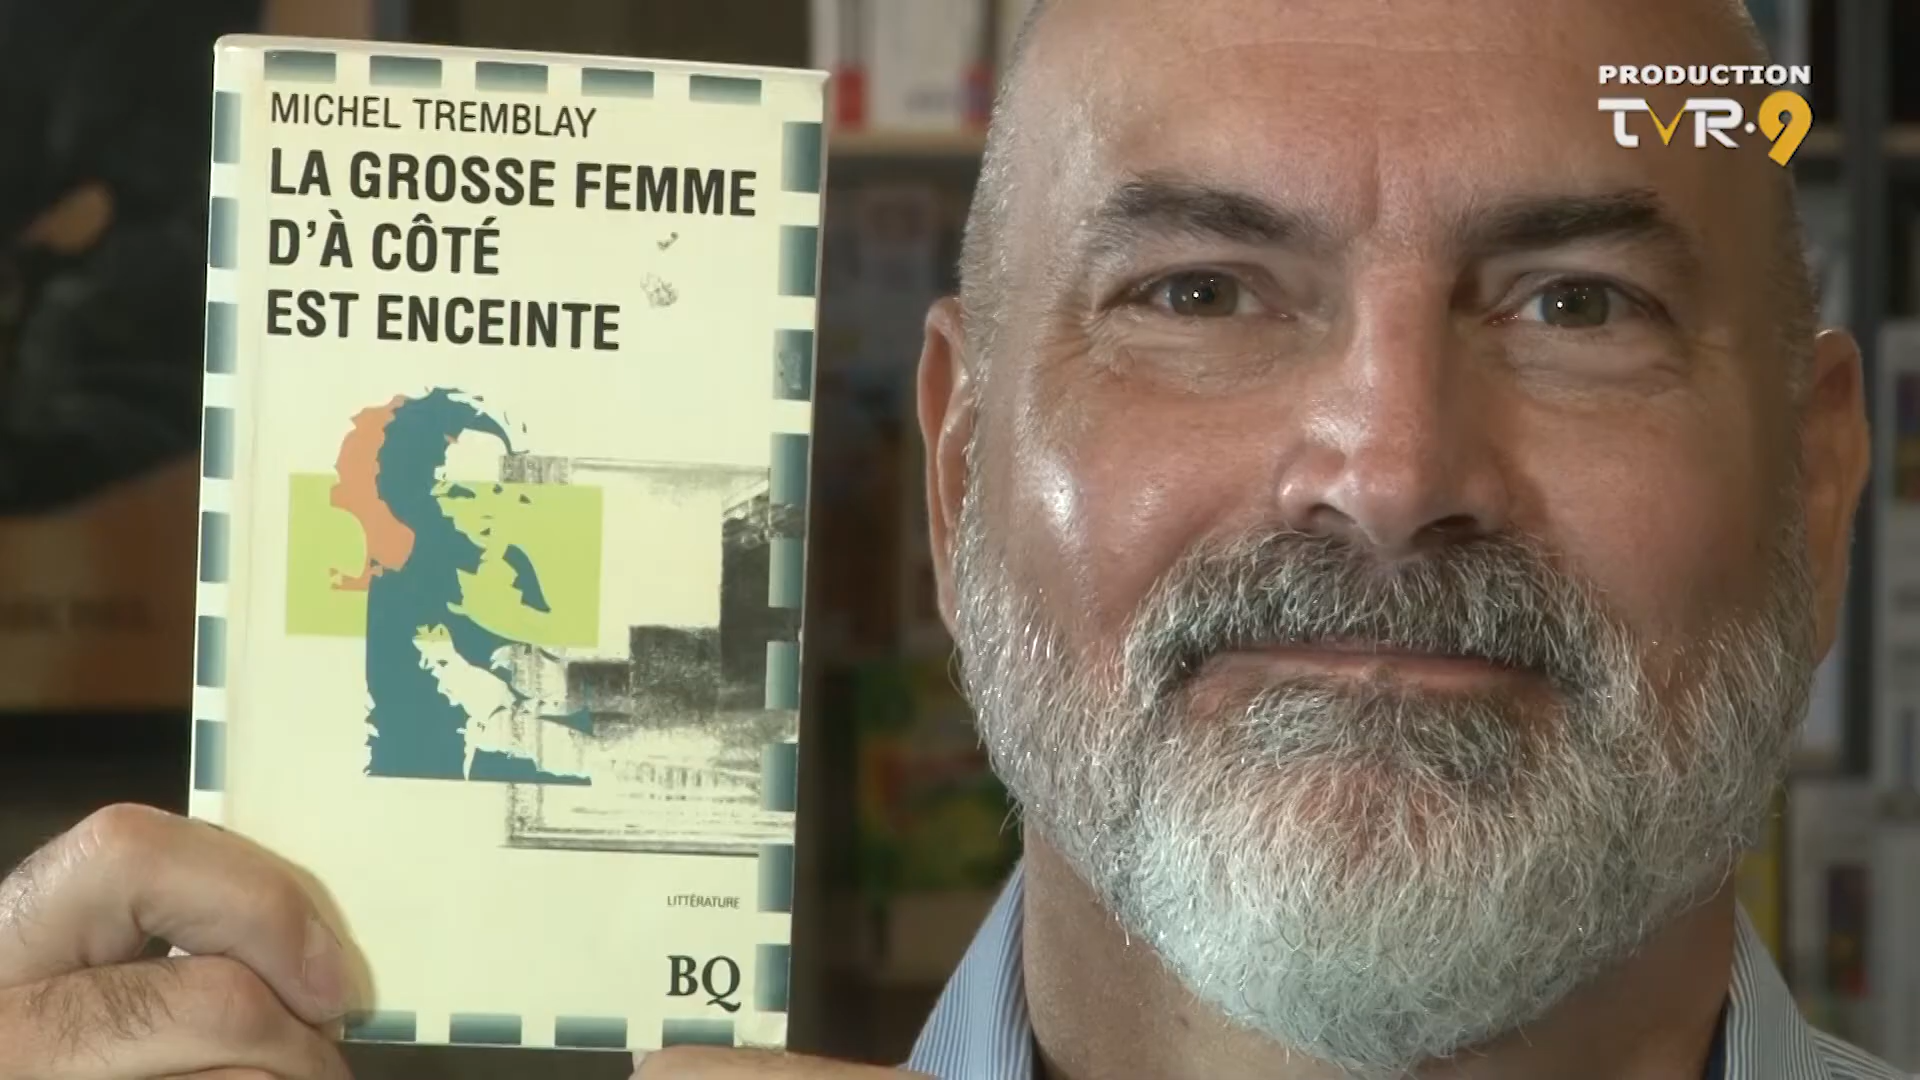 MICHEL TREMBLAY
LA GROSSE FEMME
D'À CÔTÉ
EST ENCEINTE
LITTÉRATURE
BQ
PRODUCTION
TVR·9